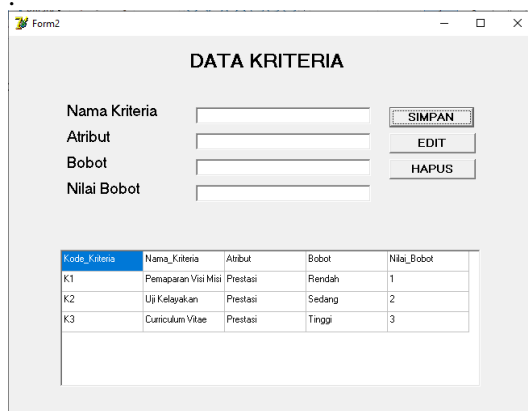 Form2
DATA KRITERIA
Nama Kriteria
SIMPAN
Atribut
EDIT
Bobot
HAPUS
Nilai Bobot
Kode_Kriteria Nama_Kriteria Atribut Bobot Nilai_Bobot
K1 Pemaparan Visi Misi Prestasi Rendah 1
K2 Uji Kelayakan Prestasi Sedang 2
K3 Curriculum Vitae Prestasi Tinggi 3